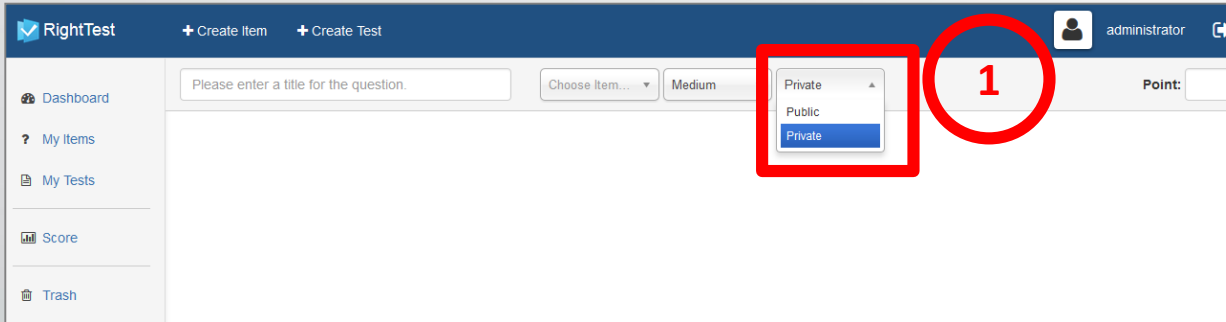 RightTest
Create Item
Create Test
administrator
Please enter a title for the question.
Choose Item...
Medium
Private
1
Point:
Public
Private
Dashboard
? My Items
My Tests
Score
Trash